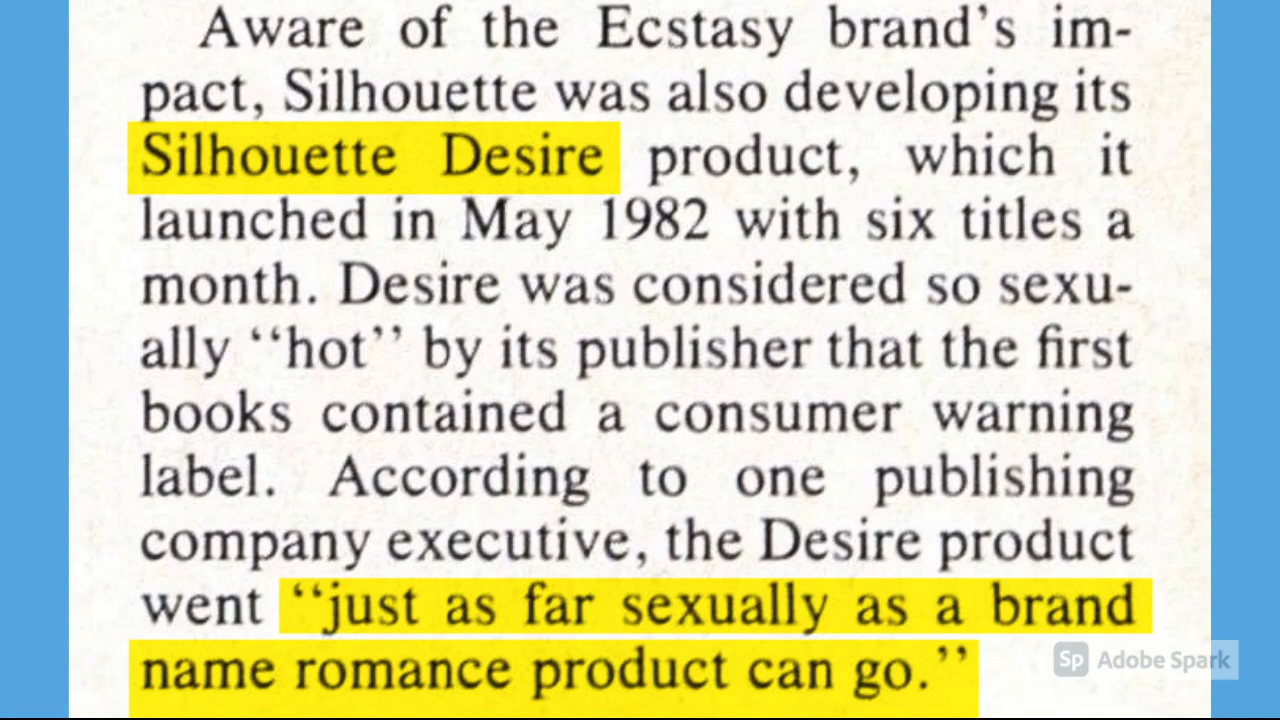 Aware of the Ecstasy brand's im-
pact, Silhouette was also developing its
Silhouette Desire product, which it
launched in May 1982 with six titles a
month. Desire was considered so sexu-
ally ‘‘hot’’ by its publisher that the first
books contained a consumer warning
label. According to one publishing
company executive, the Desire product
went ‘‘just as far sexually as a brand
name romance product can go.’’
Sp Adobe Spark